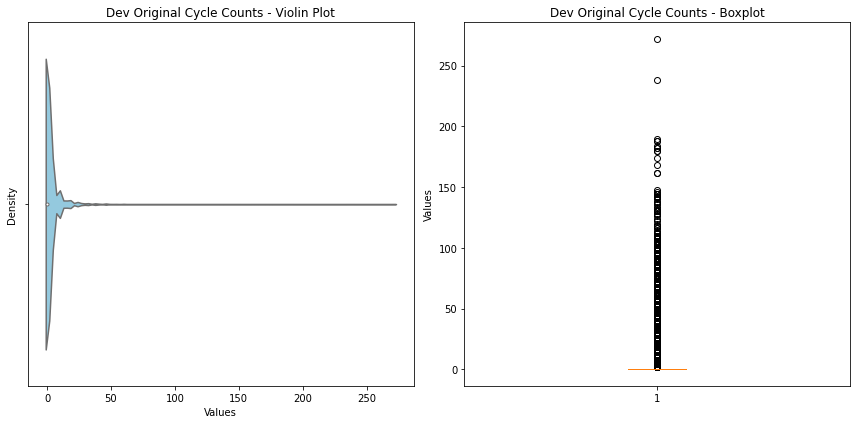 Dev Original Cycle Counts - Violin Plot
Density
0
50
100
150
200
250
Values
Dev Original Cycle Counts - Boxplot
Values
250
200
150
100
50
0
1